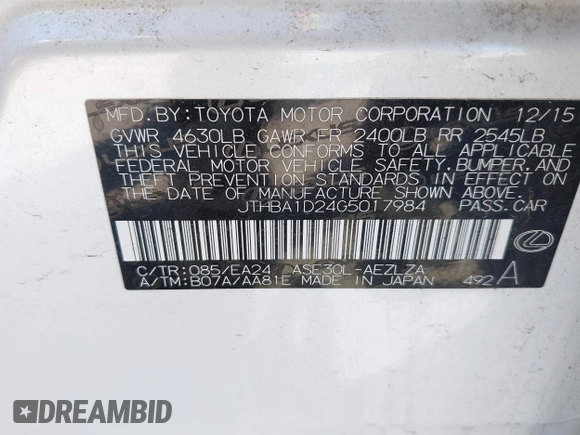 MFD.BY:TOYOTA MOTOR CORPORATION 12/15
GVWR 4630LB GAWR FR 2400LB RR 2545LB
THIS VEHICLE CONFORMS TO ALL APPLICABLE
FEDERAL MOTOR VEHICLE SAFETY, BUMPER, AND
THEFT PREVENTION STANDARDS IN EFFECT ON
THE DATE OF MANUFACTURE SHOWN ABOVE.
JTHBA1D24G5017984 PASS.CAR
C/TR:085/EA24 ASE30L-AEZLZA
A/TM:B07A/AA81E MADE IN JAPAN 492 A
DREAMBID